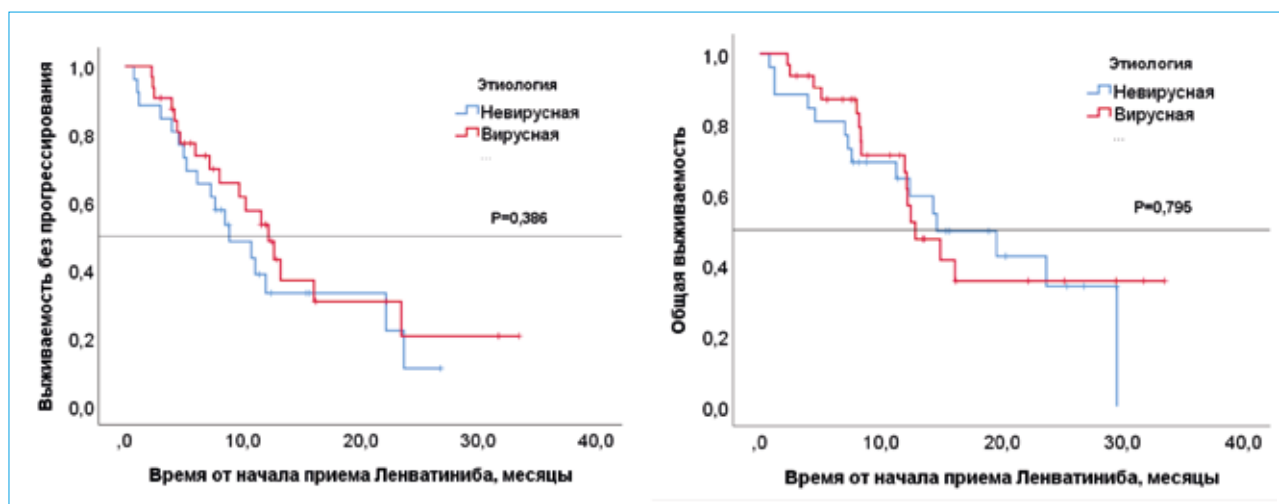 Выживаемость без прогрессирования
1,0
0,8
0,6
0,4
0,2
0,0
Этиология
Невирусная
Вирусная
...
P=0,386
,0
10,0
20,0
30,0
40,0
Время от начала приема Ленватиниба, месяцы
Общая выживаемость
1,0
0,8
0,6
0,4
0,2
0,0
Этиология
Невирусная
Вирусная
...
P=0,795
,0
10,0
20,0
30,0
40,0
Время от начала приема Ленватиниба, месяцы